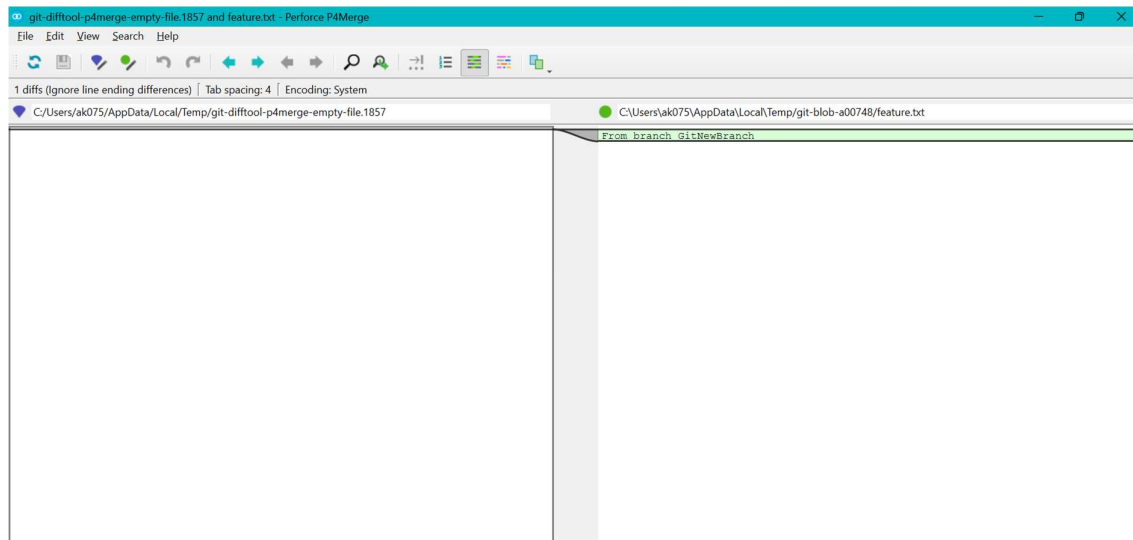 git-difftool-p4merge-empty-file.1857 and feature.txt - Perforce P4Merge
File Edit View Search Help
1 diffs (Ignore line ending differences) Tab spacing: 4 Encoding: System
C:/Users/ak075/AppData/Local/Temp/git-difftool-p4merge-empty-file.1857
C:\Users\ak075\AppData\Local\Temp/git-blob-a00748/feature.txt
From branch GitNewBranch